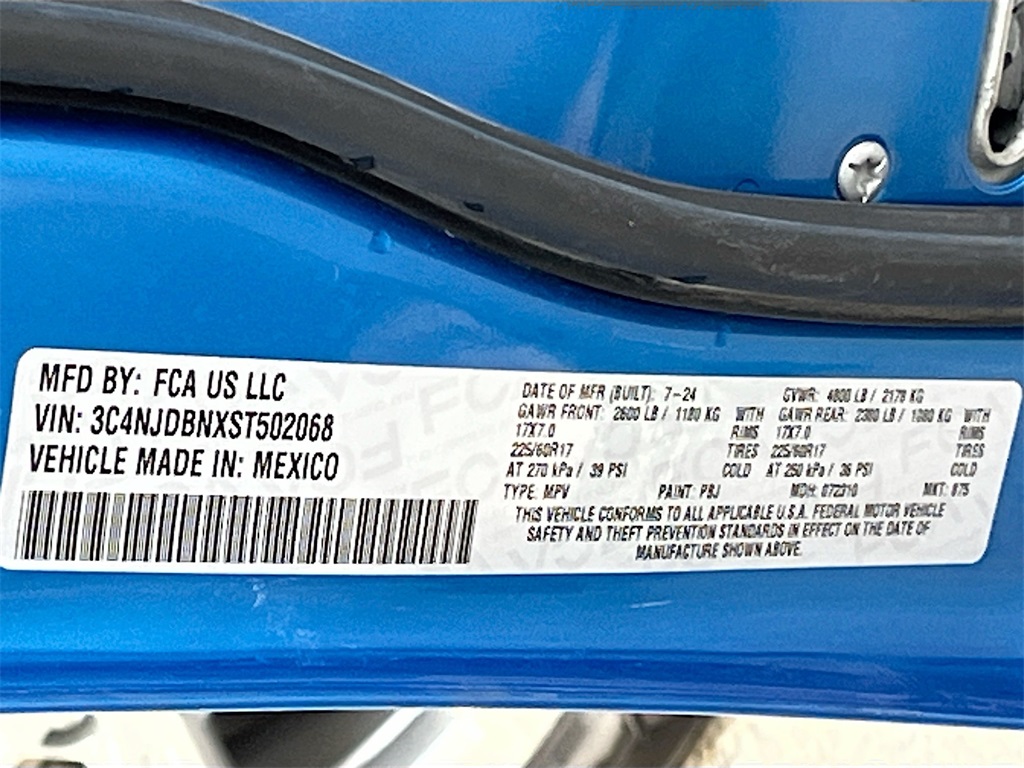 MFD BY: FCA US LLC
VIN: 3C4NJDBNXST502068
VEHICLE MADE IN: MEXICO
DATE OF MFR (BUILT): 7-24 GVWR: 4800 LB / 2178 KG
GAWR FRONT: 2600 LB / 1180 KG WITH GAWR REAR: 2380 LB / 1080 KG WITH
17X7.0 RIMS 17X7.0 RIMS
225/60R17 TIRES 225/60R17 TIRES
AT 270 kPa / 39 PSI COLD AT 250 kPa / 36 PSI COLD
TYPE: MPV PAINT: PBJ MDH: 072210 MKT: 875
THIS VEHICLE CONFORMS TO ALL APPLICABLE U.S.A. FEDERAL MOTOR VEHICLE
SAFETY AND THEFT PREVENTION STANDARDS IN EFFECT ON THE DATE OF
MANUFACTURE SHOWN ABOVE.